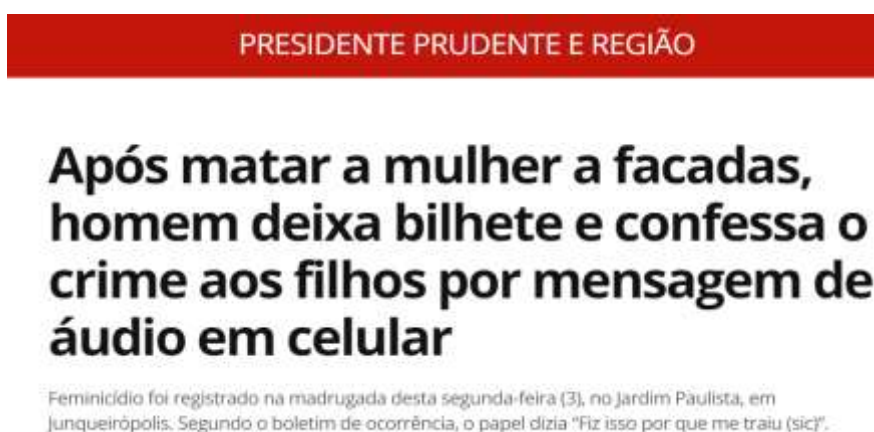 PRESIDENTE PRUDENTE E REGIÃO
Após matar a mulher a facadas,
homem deixa bilhete e confessa o
crime aos filhos por mensagem de
áudio em celular
Feminicídio foi registrado na madrugada desta segunda-feira (3), no Jardim Paulista, em
Junqueirópolis. Segundo o boletim de ocorrência, o papel dizia “Fiz isso por que me traiu (sic)”.